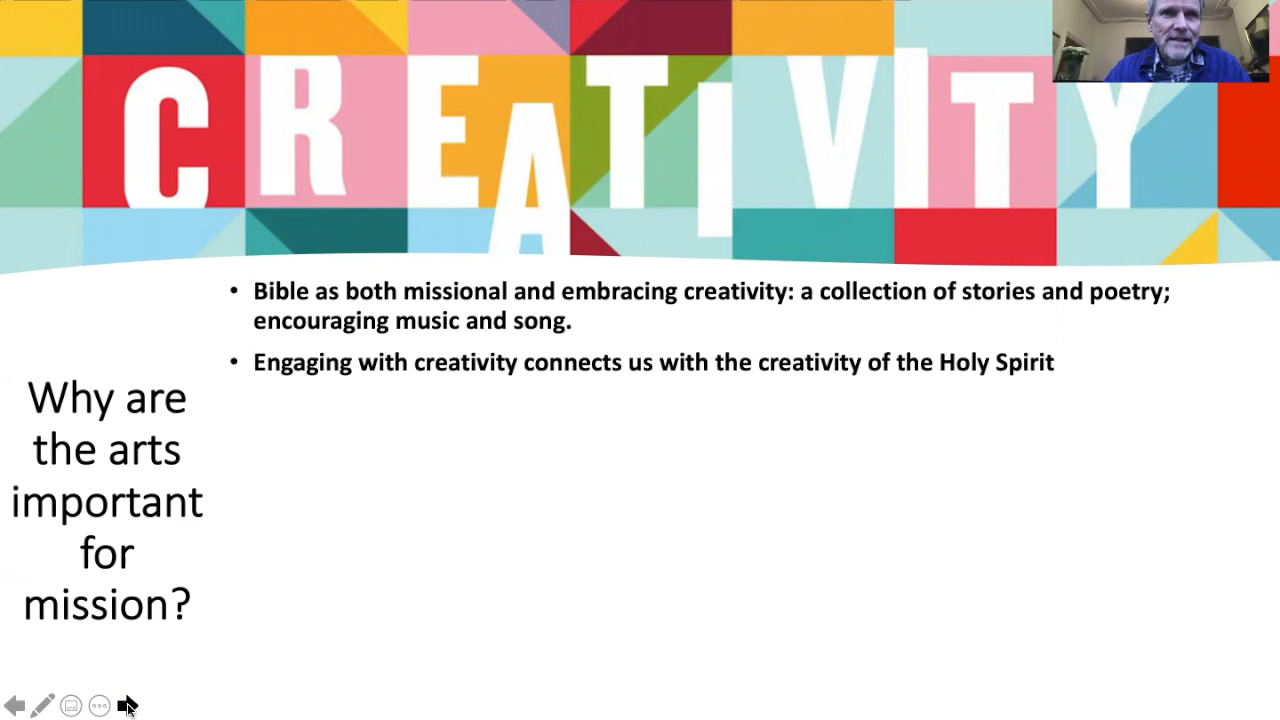 CREATIVITY
• Bible as both missional and embracing creativity: a collection of stories and poetry;
encouraging music and song.
• Engaging with creativity connects us with the creativity of the Holy Spirit
Why are
the arts
important
for
mission?